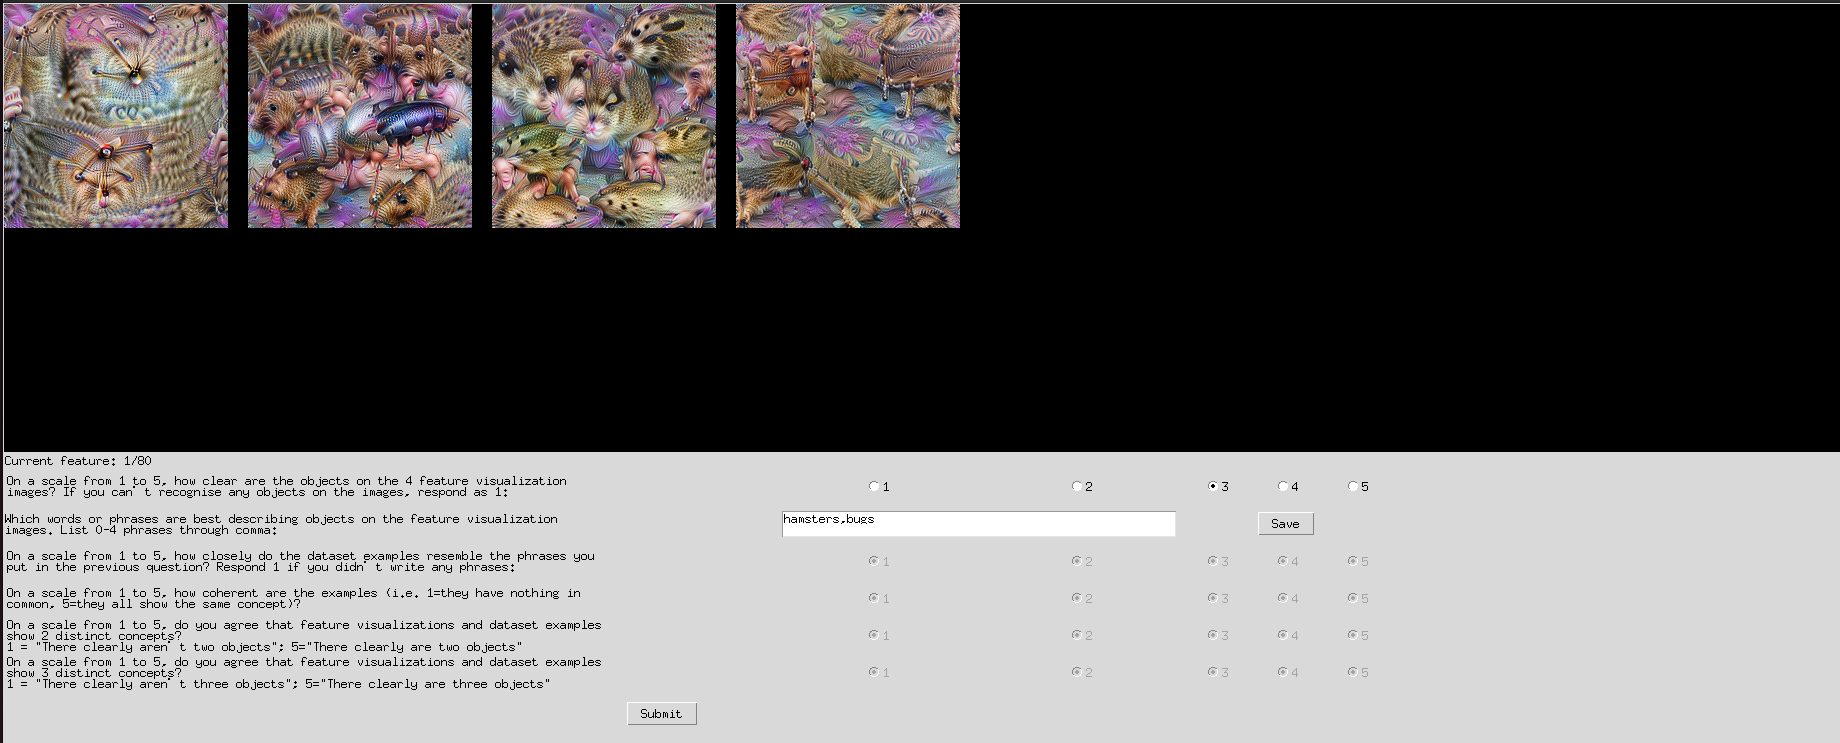 Current feature: 1/80
On a scale from 1 to 5, how clear are the objects on the 4 feature visualization
images? If you can't recognise any objects on the images, respond as 1:
1 2 3 4 5
Which words or phrases are best describing objects on the feature visualization
images. List 0-4 phrases through comma:
hamsters,bugs
Save
On a scale from 1 to 5, how closely do the dataset examples resemble the phrases you
put in the previous question? Respond 1 if you didn't write any phrases:
1 2 3 4 5
On a scale from 1 to 5, how coherent are the examples (i.e. 1=they have nothing in
common, 5=they all show the same concept)?
1 2 3 4 5
On a scale from 1 to 5, do you agree that feature visualizations and dataset examples
show 2 distinct concepts?
1 = "There clearly aren't two objects"; 5="There clearly are two objects"
1 2 3 4 5
On a scale from 1 to 5, do you agree that feature visualizations and dataset examples
show 3 distinct concepts?
1 = "There clearly aren't three objects"; 5="There clearly are three objects"
1 2 3 4 5
Submit